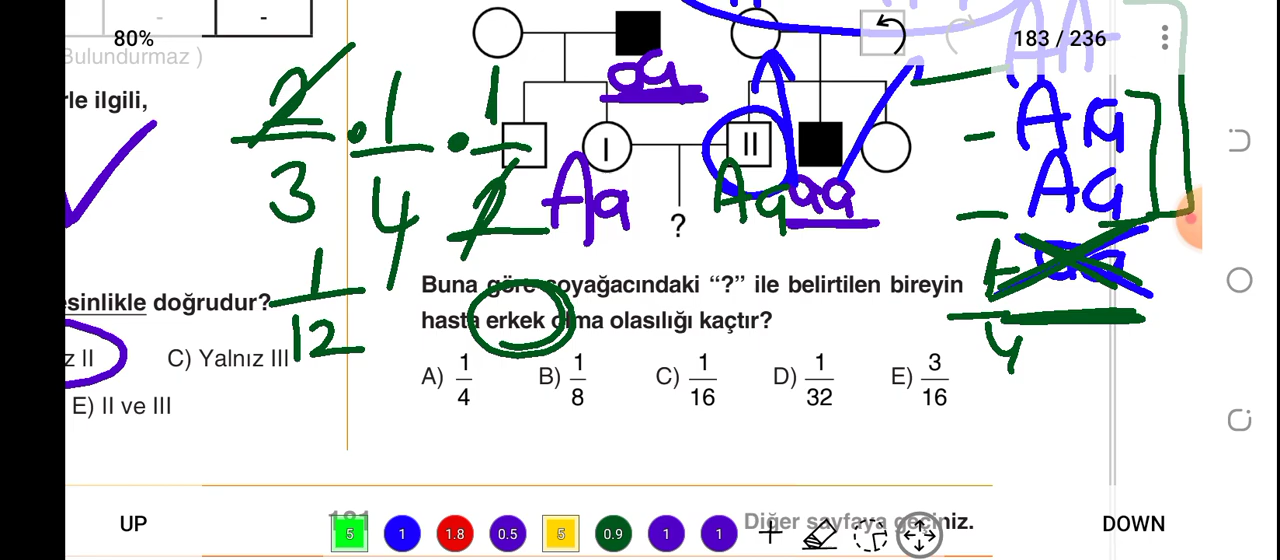 80%
183 / 236
Bulundurmaz )
rle ilgili,
esinlikle doğrudur?
z II
C) Yalnız III
E) II ve III
aa
I
II
Aa
Aa
aa
?
2/3 . 1/4 . 1/2
1/12
AA
Aa
Aa
aa
1/4
Buna göre soyağacındaki “?” ile belirtilen bireyin
hasta erkek olma olasılığı kaçtır?
A) 1/4 B) 1/8 C) 1/16 D) 1/32 E) 3/16
181
Diğer sayfaya geçiniz.
UP
5 1 1.8 0.5 5 0.9 1 1
DOWN